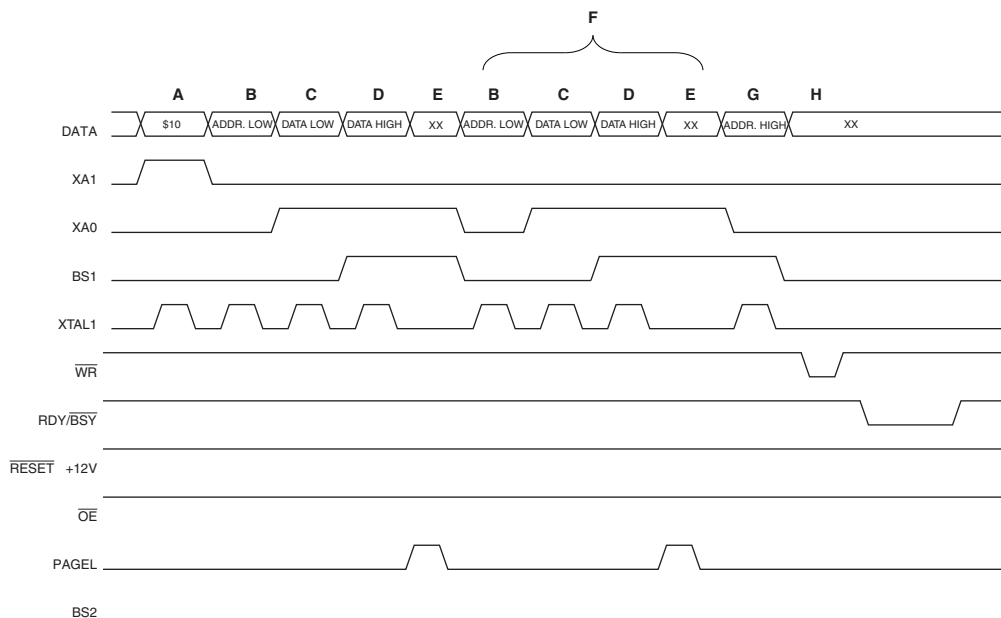 F
A B C D E B C D E G H
DATA $10 ADDR. LOW DATA LOW DATA HIGH XX ADDR. LOW DATA LOW DATA HIGH XX ADDR. HIGH XX
XA1
XA0
BS1
XTAL1
WR
RDY/BSY
RESET +12V
OE
PAGEL
BS2